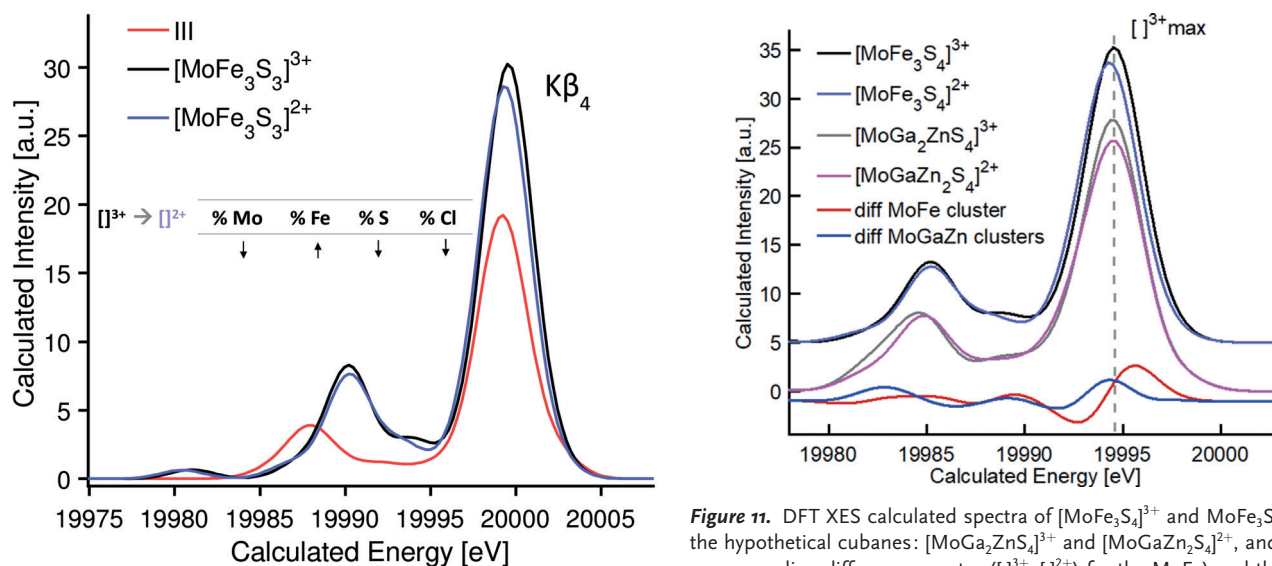 III
[MoFe₃S₃]³⁺
[MoFe₃S₃]²⁺
Kβ₄
[]³⁺ → []²⁺
% Mo % Fe % S % Cl
↓ ↑ ↓ ↓
Calculated Intensity [a.u.]
30
25
20
15
10
5
0
19975 19980 19985 19990 19995 20000 20005
Calculated Energy [eV]
[ ]³⁺max
[MoFe₃S₄]³⁺
[MoFe₃S₄]²⁺
[MoGa₂ZnS₄]³⁺
[MoGaZn₂S₄]²⁺
diff MoFe cluster
diff MoGaZn clusters
Calculated Intensity [a.u.]
35
30
25
20
15
10
5
0
19980 19985 19990 19995 20000
Calculated Energy [eV]
Figure 11. DFT XES calculated spectra of [MoFe₃S₄]³⁺ and MoFe₃S
the hypothetical cubanes: [MoGa₂ZnS₄]³⁺ and [MoGaZn₂S₄]²⁺, and